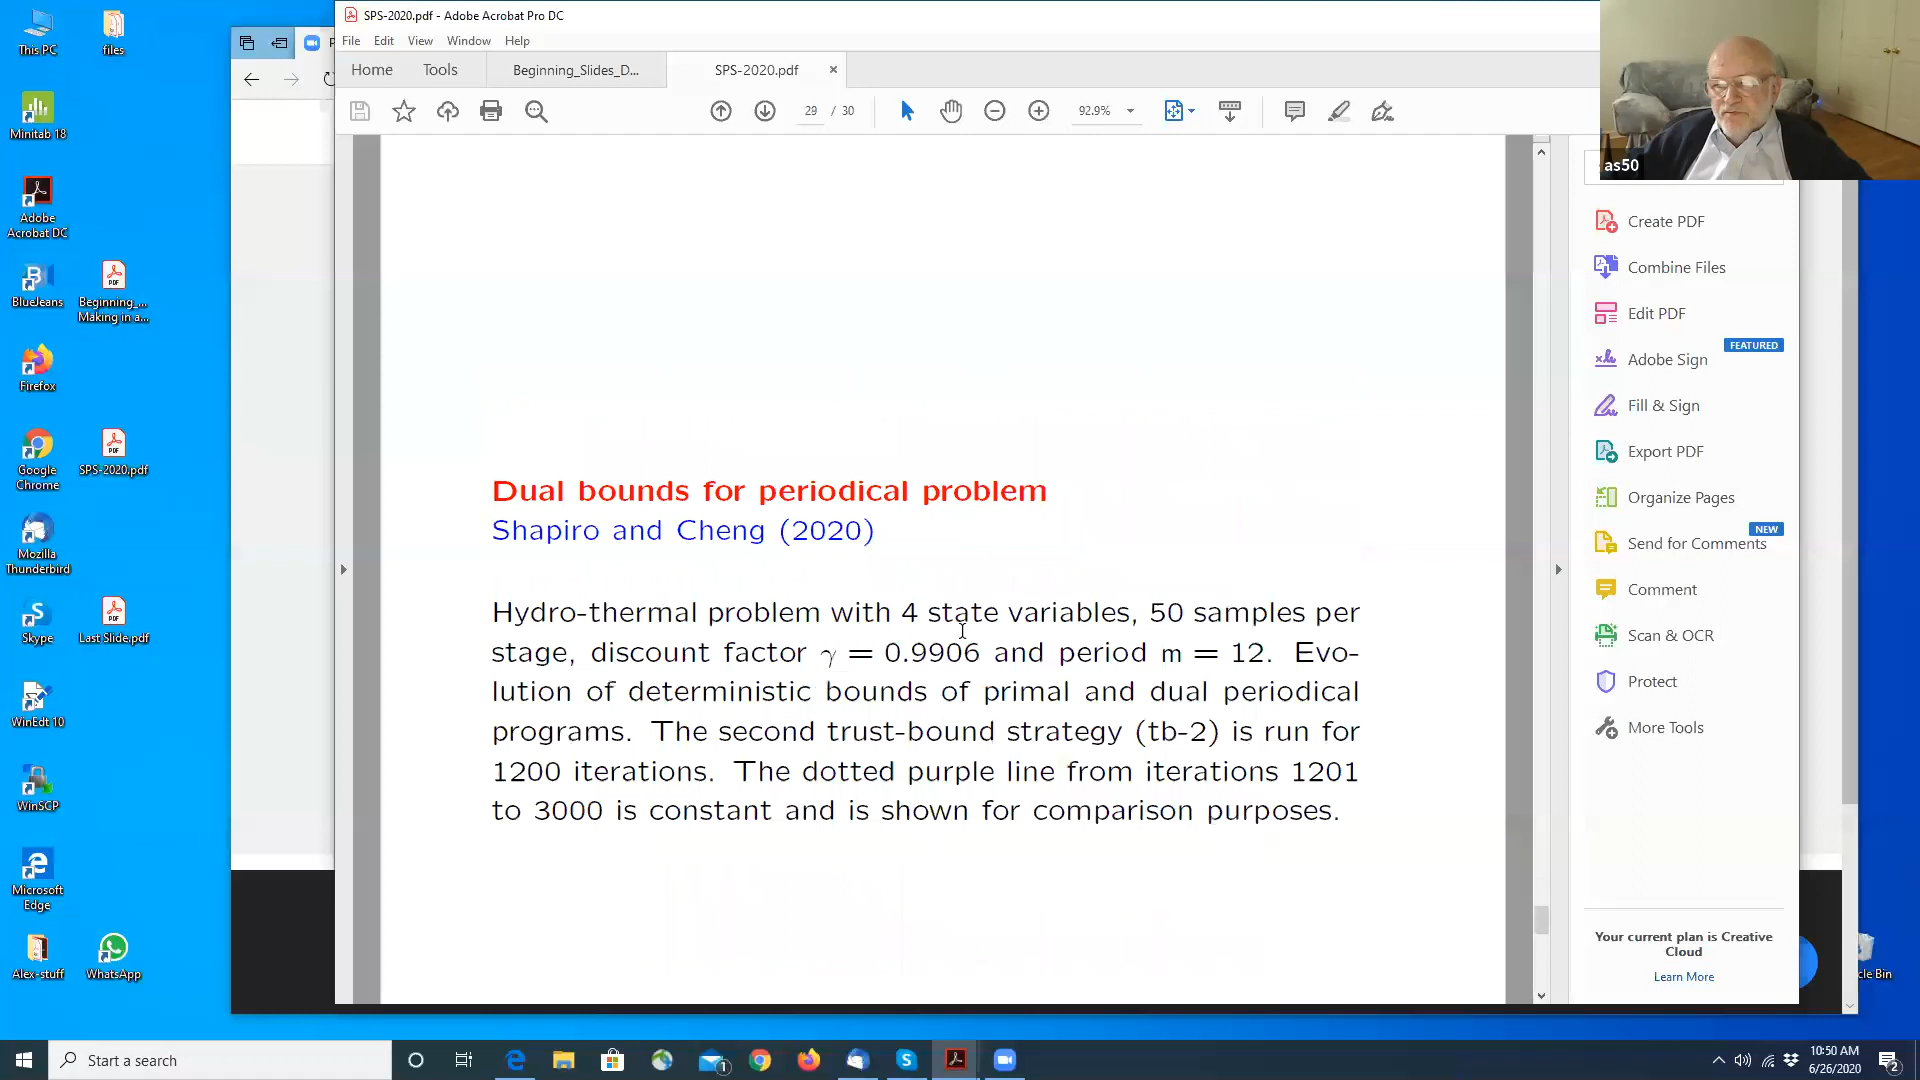 This PC
files
Minitab 18
Adobe
Acrobat DC
BlueJeans
Beginning_...
Making in a...
Firefox
Google
Chrome
SPS-2020.pdf
Mozilla
Thunderbird
Skype
Last Slide.pdf
WinEdt 10
WinSCP
Microsoft
Edge
Alex-stuff
WhatsApp
SPS-2020.pdf - Adobe Acrobat Pro DC
File Edit View Window Help
Home Tools Beginning_Slides_D... SPS-2020.pdf ×
29 / 30 92.9%
Dual bounds for periodical problem
Shapiro and Cheng (2020)
Hydro-thermal problem with 4 state variables, 50 samples per
stage, discount factor γ = 0.9906 and period m = 12. Evo-
lution of deterministic bounds of primal and dual periodical
programs. The second trust-bound strategy (tb-2) is run for
1200 iterations. The dotted purple line from iterations 1201
to 3000 is constant and is shown for comparison purposes.
as50
Create PDF
Combine Files
Edit PDF
FEATURED
Adobe Sign
Fill & Sign
Export PDF
Organize Pages
NEW
Send for Comments
Comment
Scan & OCR
Protect
More Tools
Your current plan is Creative
Cloud
Learn More
cle Bin
Start a search
1
10:50 AM
6/26/2020
2